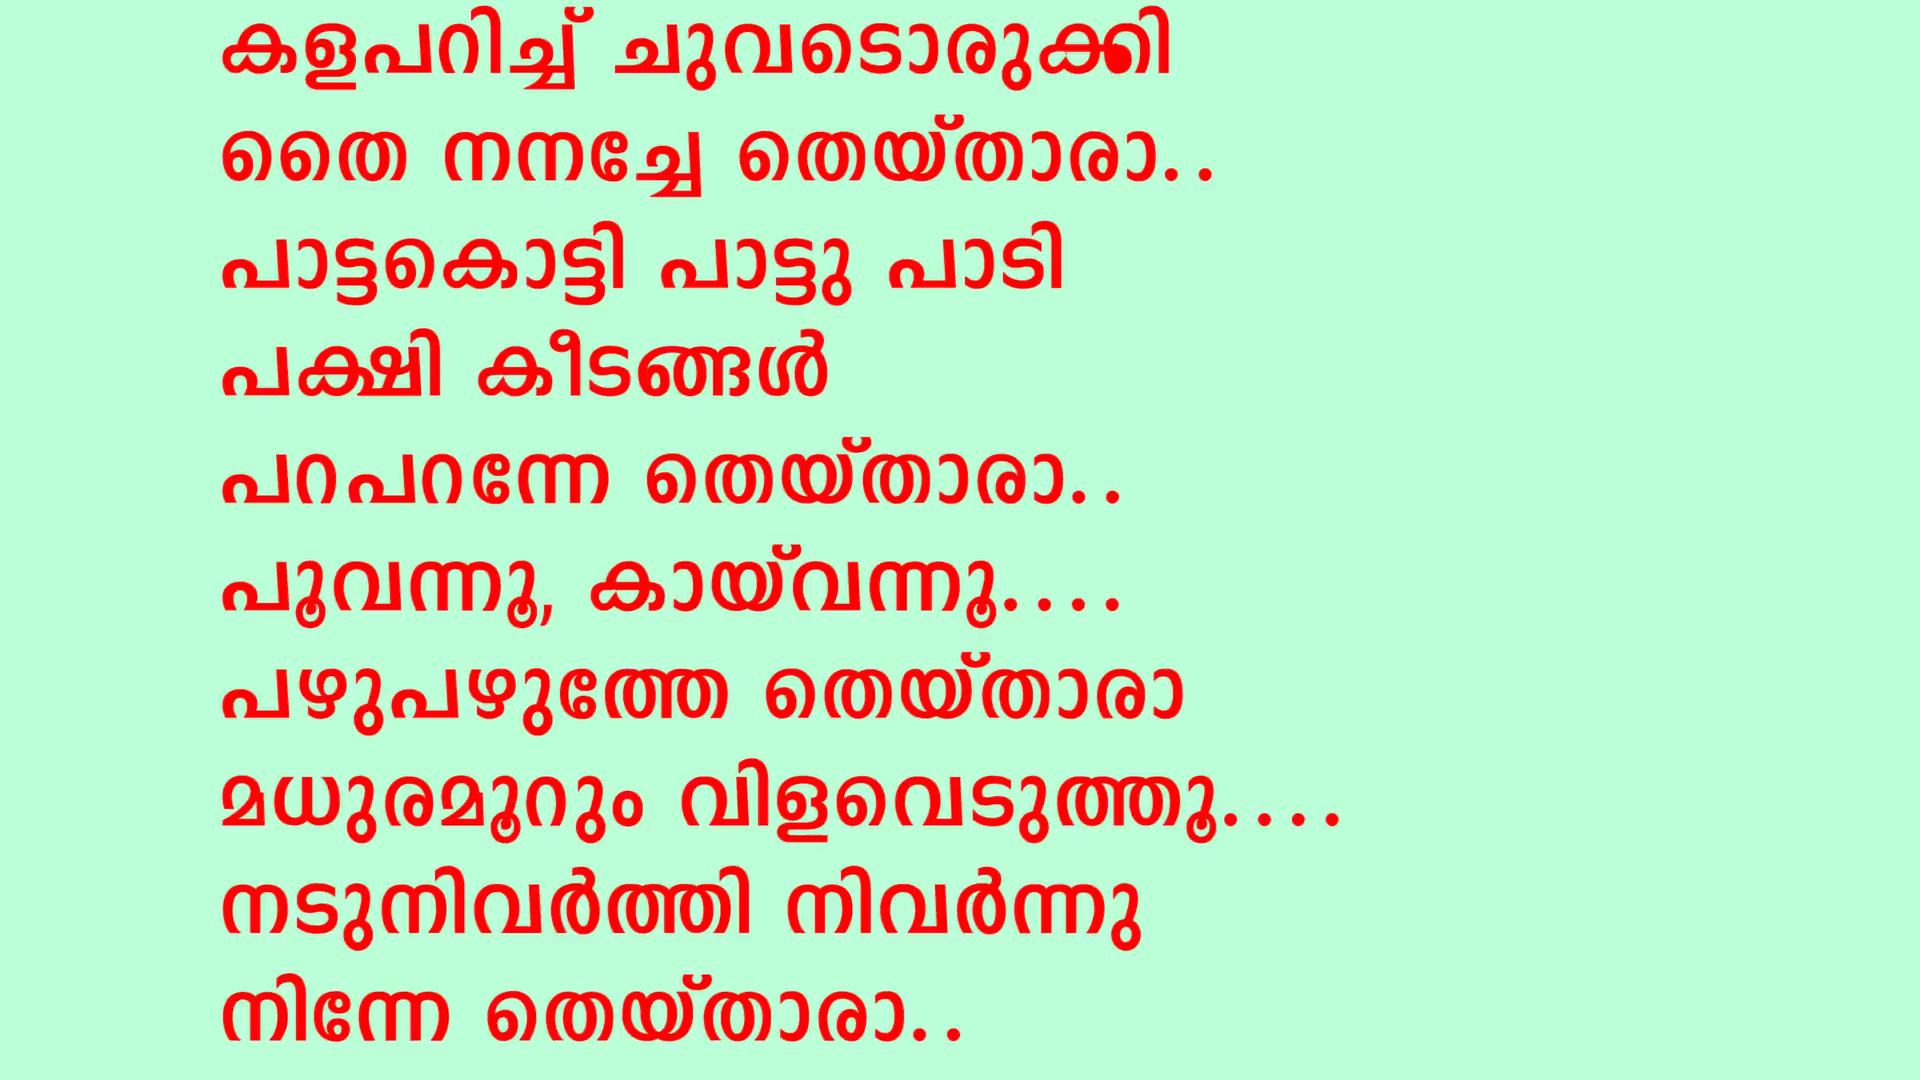 കളപറിച്ച് ചുവടൊരുക്കി
തൈ നനച്ചേ തെയ്താരാ..
പാട്ടകൊട്ടി പാട്ടു പാടി
പക്ഷി കീടങ്ങൾ
പറപറന്നേ തെയ്താരാ..
പൂവന്നൂ, കായ്‌വന്നൂ....
പഴുപഴുത്തേ തെയ്താരാ
മധുരമൂറും വിളവെടുത്തൂ....
നടുനിവർത്തി നിവർന്നു
നിന്നേ തെയ്താരാ..